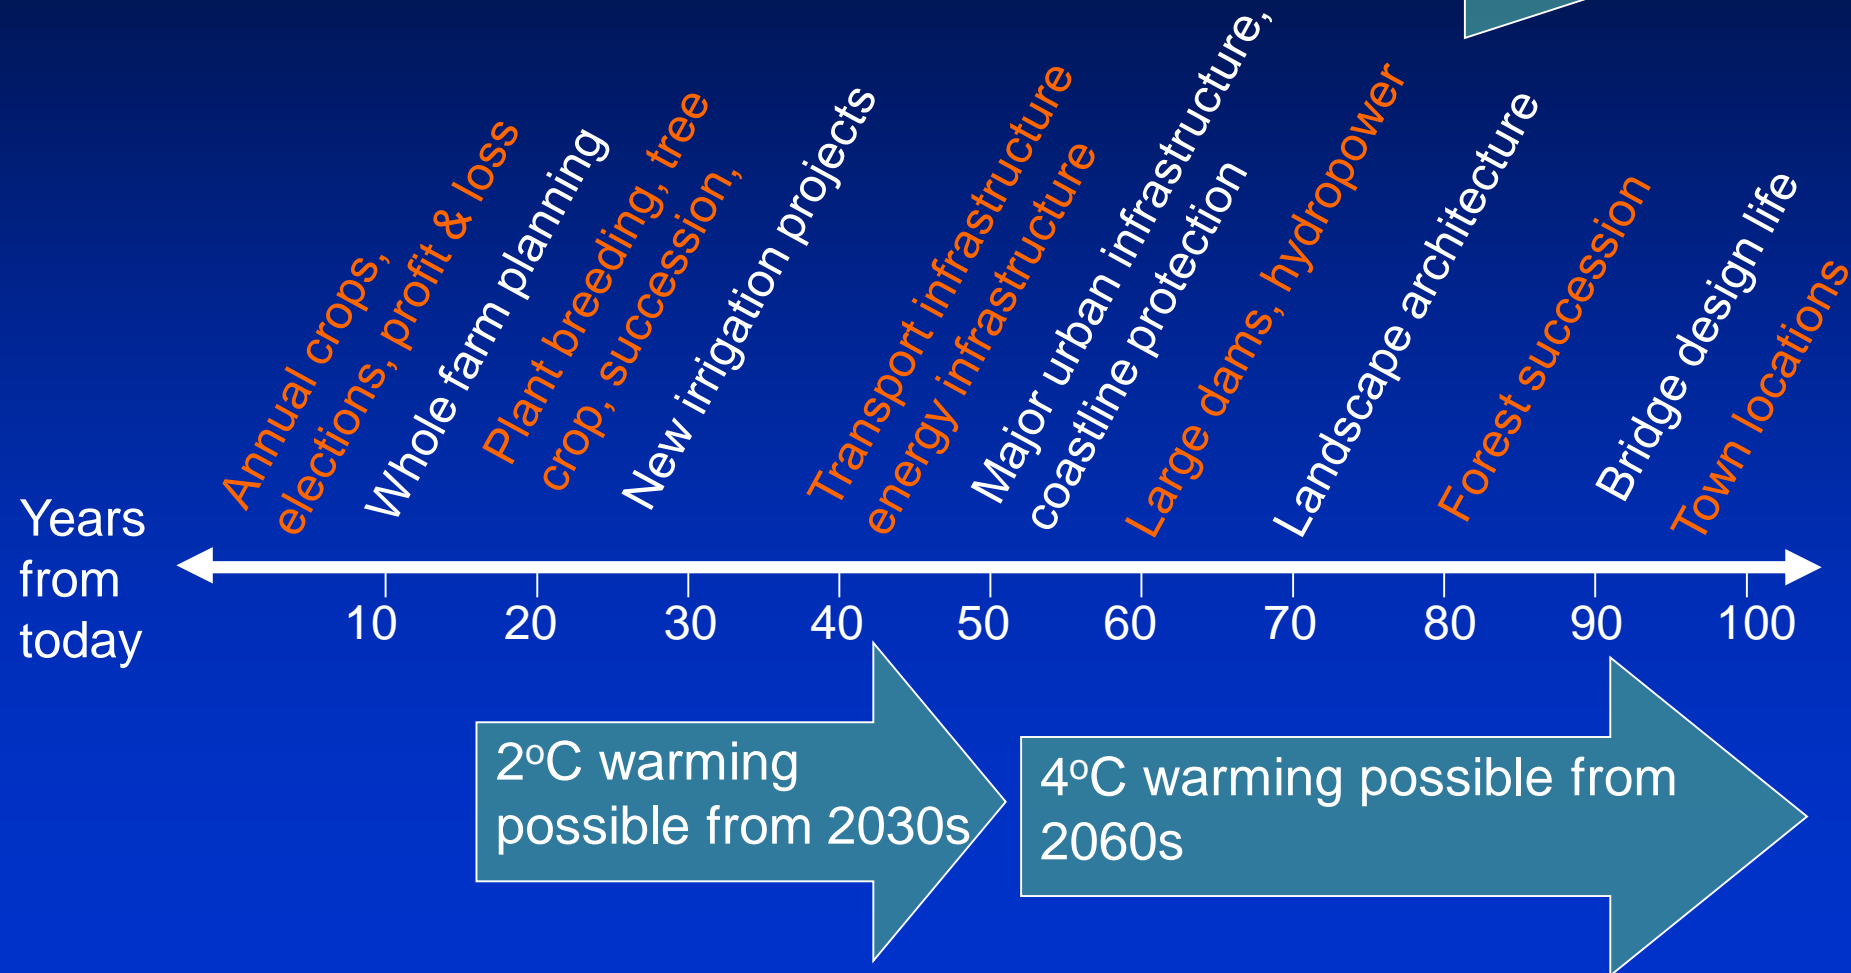 Annual crops,
elections, profit & loss
Whole farm planning
Plant breeding, tree
crop, succession,
New irrigation projects
Transport infrastructure
energy infrastructure
Major urban infrastructure,
coastline protection
Large dams, hydropower
Landscape architecture
Forest succession
Bridge design life
Town locations
Years
from
today
10 20 30 40 50 60 70 80 90 100
2ºC warming
possible from 2030s
4ºC warming possible from
2060s